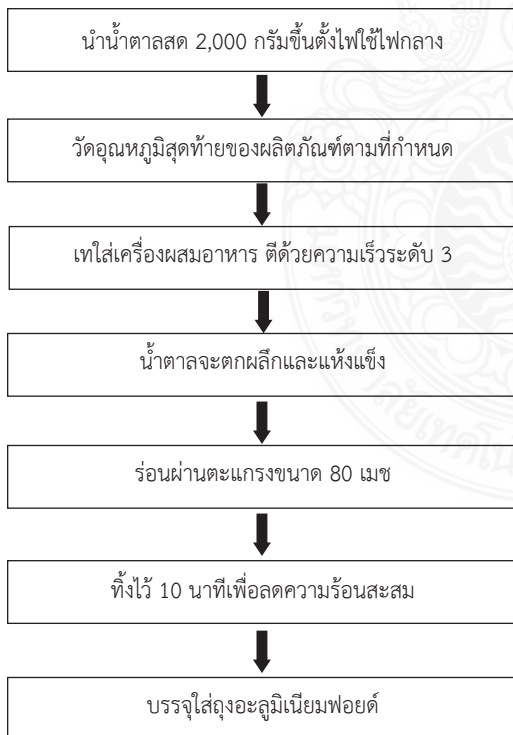 นำน้ำตาลสด 2,000 กรัมขึ้นตั้งไฟใช้ไฟกลาง
วัดอุณหภูมิสุดท้ายของผลิตภัณฑ์ตามที่กำหนด
เทใส่เครื่องผสมอาหาร ตีด้วยความเร็วระดับ 3
น้ำตาลจะตกผลึกและแห้งแข็ง
ร่อนผ่านตะแกรงขนาด 80 เมช
ทิ้งไว้ 10 นาทีเพื่อลดความร้อนสะสม
บรรจุใส่ถุงอะลูมิเนียมฟอยด์